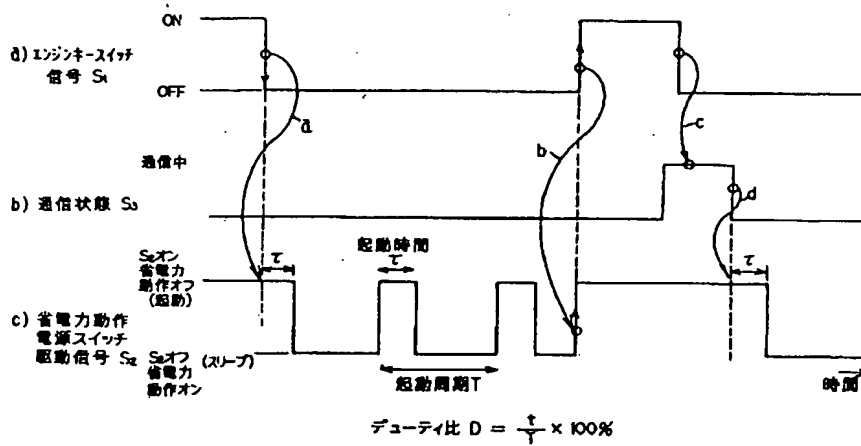 ON
a) エンジンキースイッチ
信号 S₁
OFF
a
b
c
通信中
d
b) 通信状態 S₃
起動時間
τ
τ
τ
S₂オン
省電力
動作オフ
(起動)
c) 省電力動作
電源スイッチ
駆動信号 S₂
S₂オフ (スリープ)
省電力
動作オン
起動周期T
時間
デューティ比 D = t/T × 100%